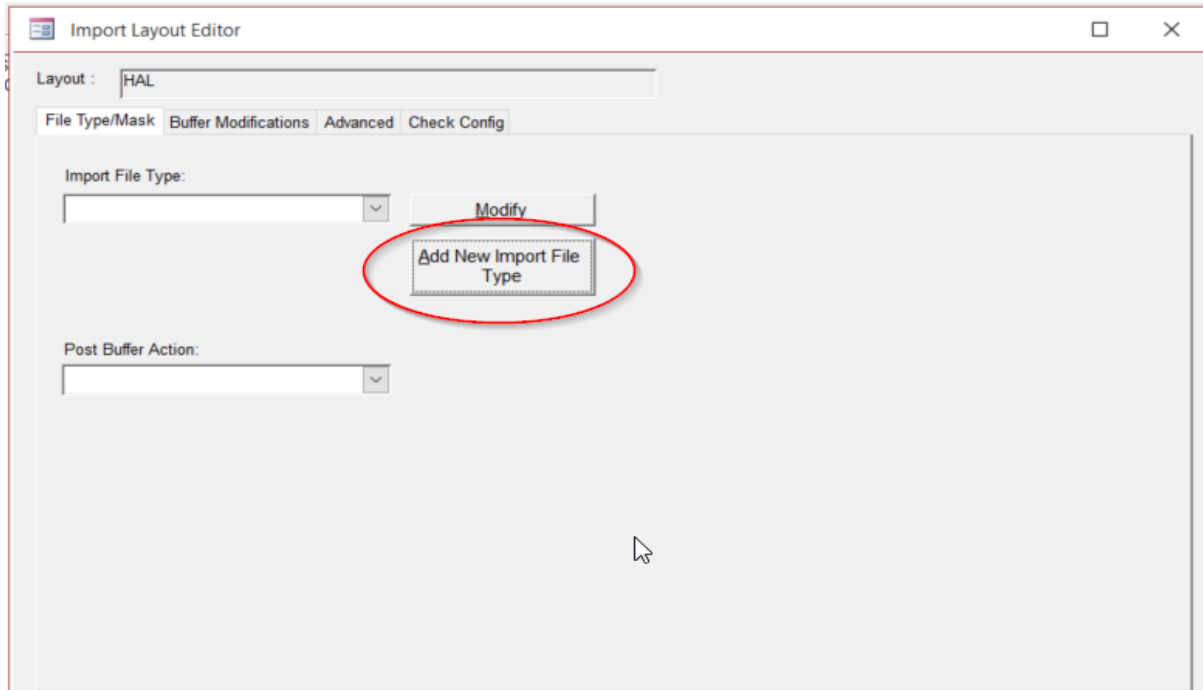 Import Layout Editor
Layout :
HAL
File Type/Mask
Buffer Modifications
Advanced
Check Config
Import File Type:
Modify
Add New Import File
Type
Post Buffer Action: